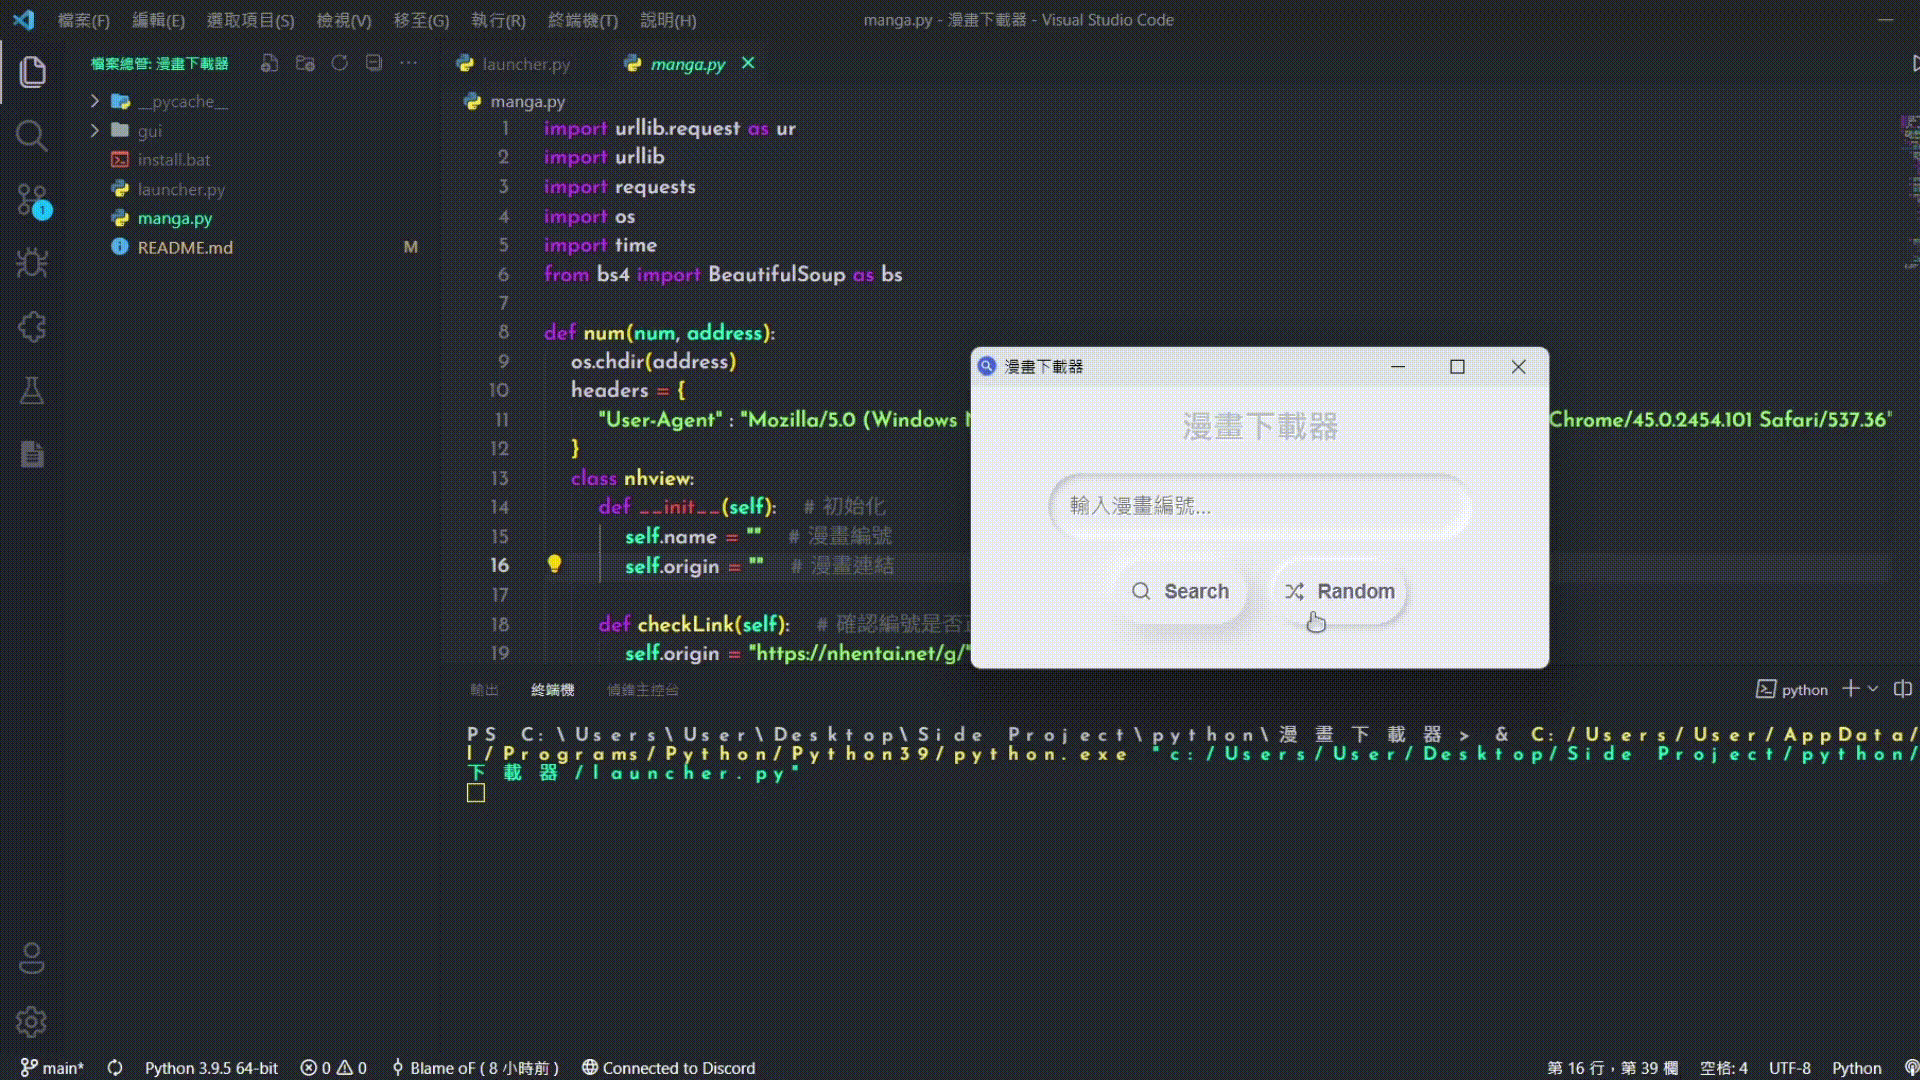 檔案(F) 編輯(E) 選取項目(S) 檢視(V) 移至(G) 執行(R) 終端機(T) 說明(H)
manga.py - 漫畫下載器 - Visual Studio Code
檔案總管: 漫畫下載器
__pycache__
gui
install.bat
launcher.py
manga.py
README.md M
1
launcher.py
manga.py
manga.py
1 import urllib.request as ur
2 import urllib
3 import requests
4 import os
5 import time
6 from bs4 import BeautifulSoup as bs
7
8 def num(num, address):
9 os.chdir(address)
10 headers = {
11 "User-Agent" : "Mozilla/5.0 (Windows Chrome/45.0.2454.101 Safari/537.36"
12 }
13 class nhview:
14 def __init__(self): # 初始化
15 self.name = "" # 漫畫編號
16 self.origin = "" # 漫畫連結
17
18 def checkLink(self): # 確認編號是否
19 self.origin = "https://nhentai.net/g/"
漫畫下載器
漫畫下載器
輸入漫畫編號...
Search
Random
輸出 終端機 偵錯主控台
python
PS C:\Users\User\Desktop\Side Project\python\漫畫下載器> & C:/Users/User/AppData/
l/Programs/Python/Python39/python.exe "c:/Users/User/Desktop/Side Project/python/
下載器/launcher.py"
main* Python 3.9.5 64-bit 0 0 Blame oF ( 8 小時前 ) Connected to Discord
第 16 行，第 39 欄 空格: 4 UTF-8 Python